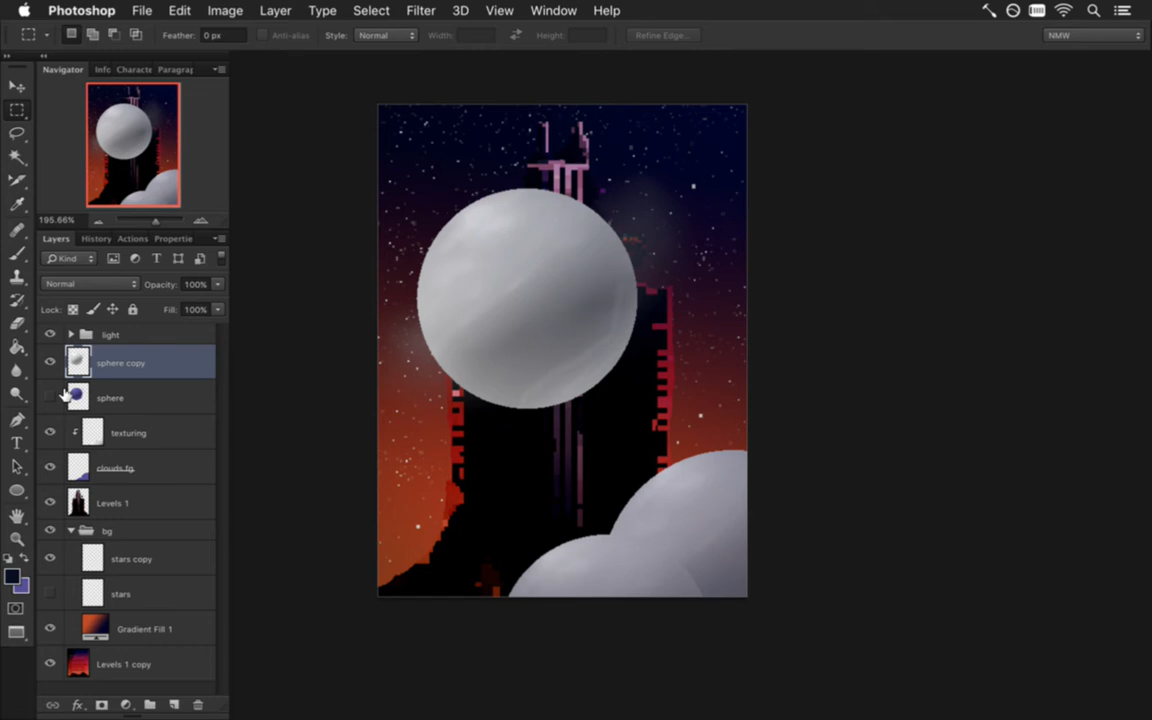 Photoshop File Edit Image Layer Type Select Filter 3D View Window Help
Feather: 0 px Anti-alias Style: Normal Width: Height: Refine Edge... NMW
Navigator Info Characte Paragrap
195.66%
Layers History Actions Propertie
Kind
Normal Opacity: 100%
Lock: Fill: 100%
light
sphere copy
sphere
texturing
clouds fg
Levels 1
bg
stars copy
stars
Gradient Fill 1
Levels 1 copy